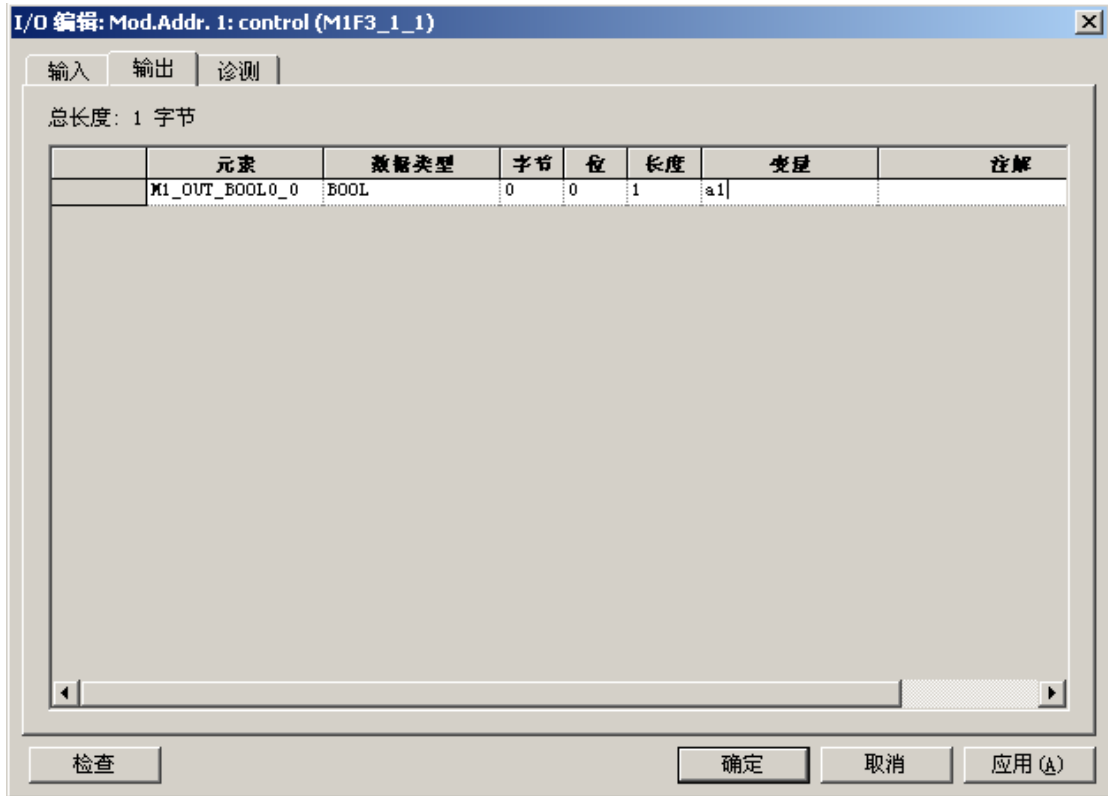 I/O 编辑: Mod.Addr. 1: control (M1F3_1_1)
输入 输出 诊测
总长度: 1 字节
元素 数据类型 字节 位 长度 变量 注解
M1_OUT_BOOL0_0 BOOL 0 0 1 a1
检查 确定 取消 应用(A)